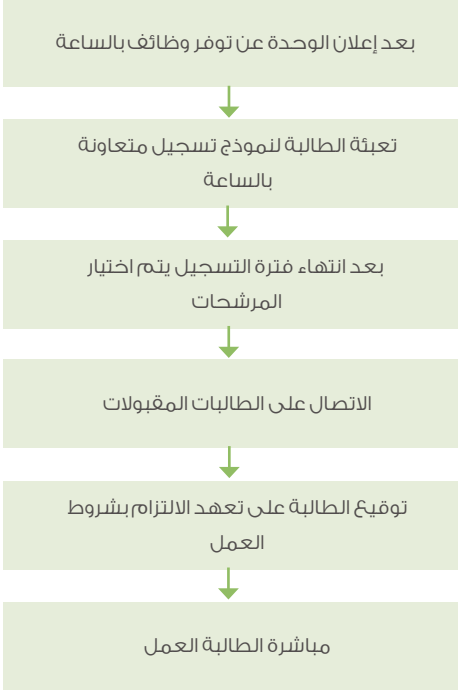 بعد إعلان الوحدة عن توفر وظائف بالساعة
تعبئة الطالبة لنموذج تسجيل متعاونة
بالساعة
بعد انتهاء فترة التسجيل يتم اختيار
المرشحات
الاتصال على الطالبات المقبولات
توقيع الطالبة على تعهد الالتزام بشروط
العمل
مباشرة الطالبة العمل